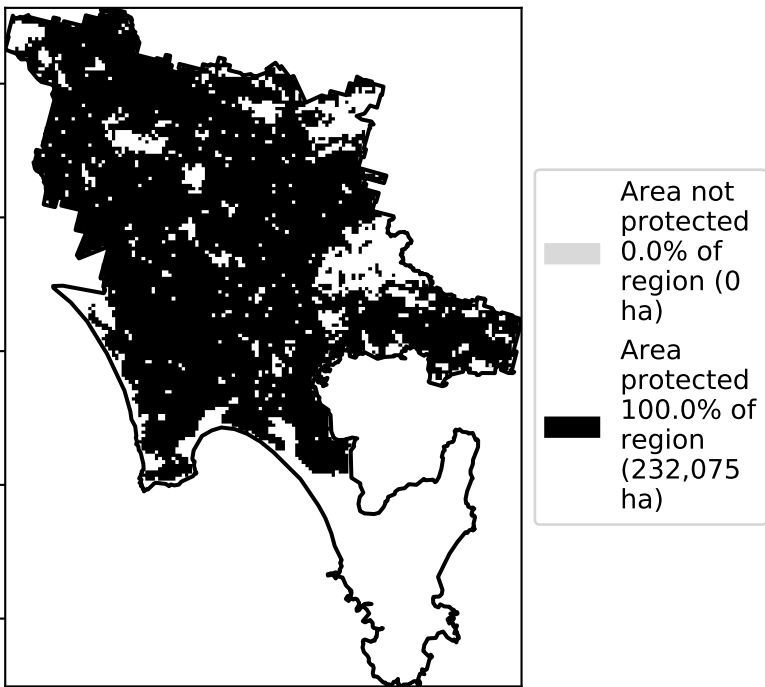 Area not
protected
0.0% of
region (0
ha)
Area
protected
100.0% of
region
(232,075
ha)